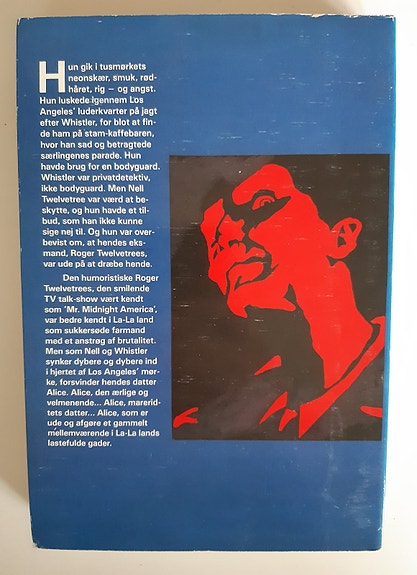 Hun gik i tusmørkets
neonskær, smuk, rød-
håret, rig – og angst.
Hun luskede igennem Los
Angeles' luderkvarter på jagt
efter Whistler, for blot at fin-
de ham på stam-kaffebaren,
hvor han sad og betragtede
særlingenes parade. Hun
havde brug for en bodyguard.
Whistler var privatdetektiv,
ikke bodyguard. Men Nell
Twelvetree var værd at be-
skytte, og hun havde et til-
bud, som han ikke kunne
sige nej til. Og hun var over-
bevist om, at hendes eks-
mand, Roger Twelvetrees,
var ude på at dræbe hende.
Den humoristiske Roger
Twelvetrees, den smilende
TV talk-show vært kendt
som 'Mr. Midnight America',
var bedre kendt i La-La land
som sukkersøde farmand
med et anstrøg af brutalitet.
Men som Nell og Whistler
synker dybere og dybere ind
i hjertet af Los Angeles' mør-
ke, forsvinder hendes datter
Alice. Alice, den ærlige og
velmenende... Alice, marerid-
tets datter... Alice, som er
ude og afgøre et gammelt
mellemværende i La-La lands
lastefulde gader.